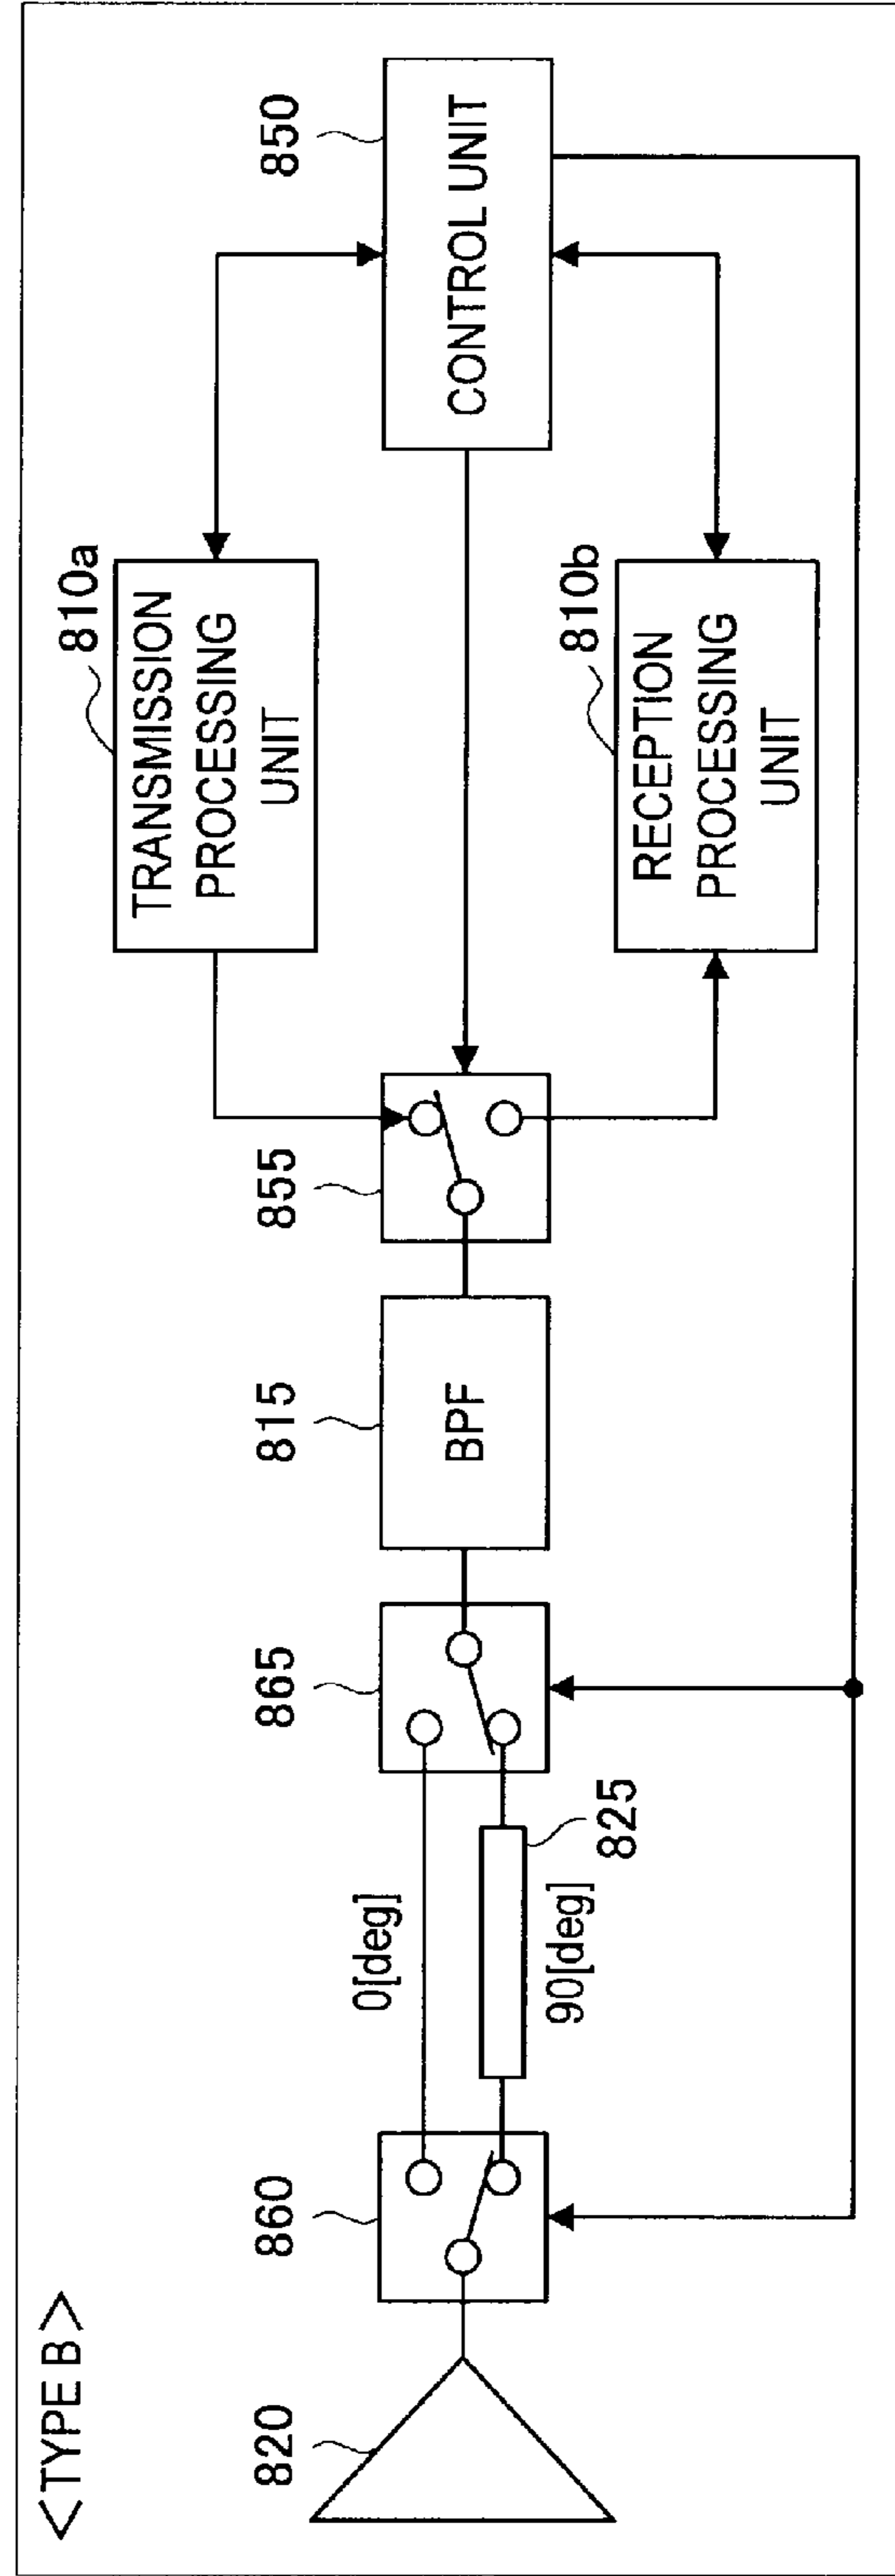 <TYPE B>
820
860
0[deg]
90[deg]
825
865
815
BPF
855
810a
TRANSMISSION
PROCESSING
UNIT
810b
RECEPTION
PROCESSING
UNIT
850
CONTROL UNIT